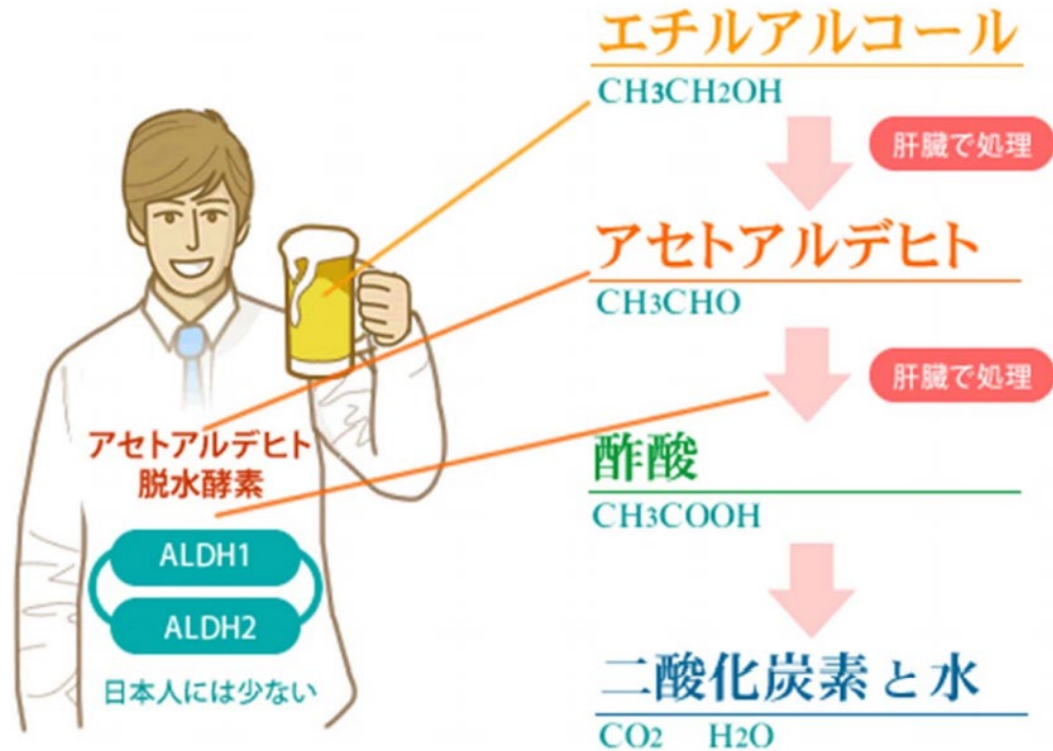 エチルアルコール
CH3CH2OH
肝臓で処理
アセトアルデヒト
CH3CHO
肝臓で処理
酢酸
CH3COOH
二酸化炭素と水
CO2 H2O
アセトアルデヒト
脱水酵素
ALDH1
ALDH2
日本人には少ない